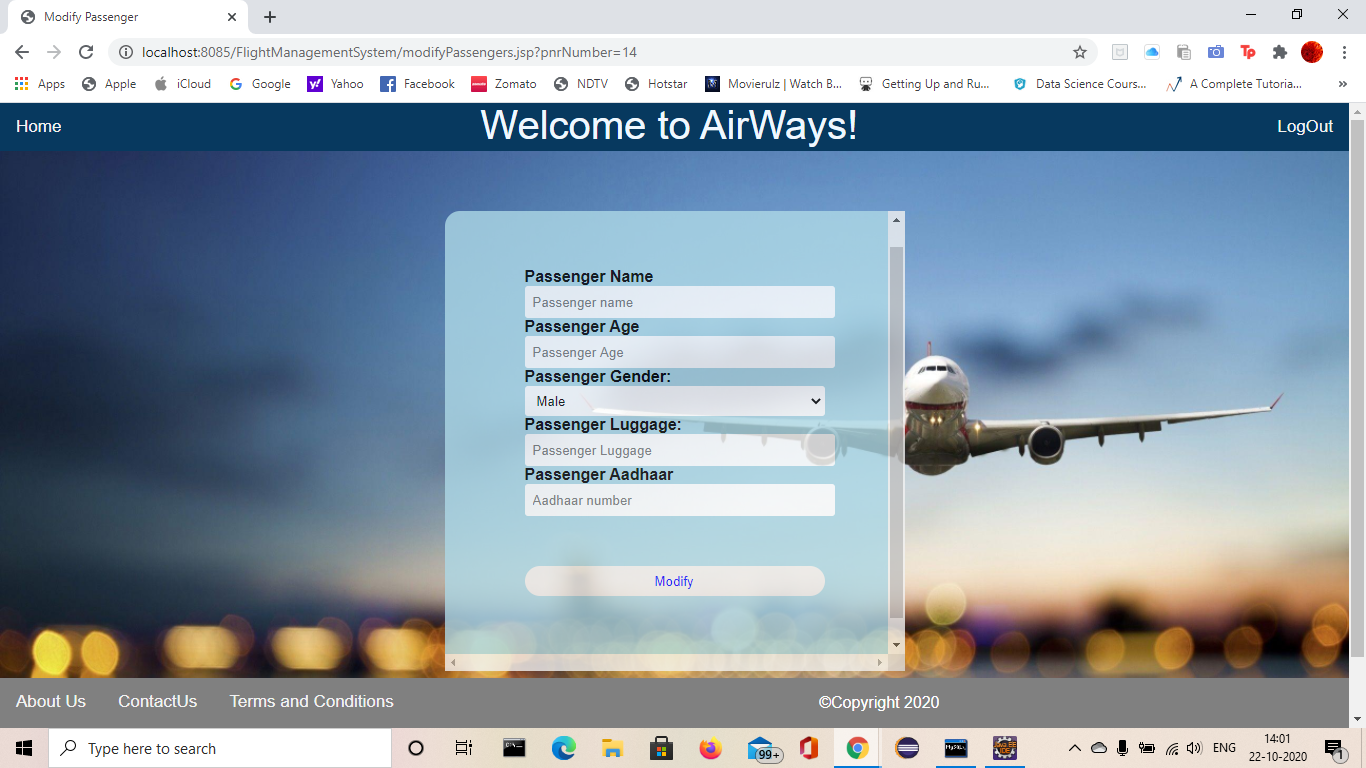 Modify Passenger
localhost:8085/FlightManagementSystem/modifyPassengers.jsp?pnrNumber=14
Apps Apple iCloud Google Yahoo Facebook Zomato NDTV Hotstar Movierulz | Watch B... Getting Up and Ru... Data Science Cours... A Complete Tutoria... »
Home Welcome to AirWays! LogOut
Passenger Name
Passenger name
Passenger Age
Passenger Age
Passenger Gender:
Male
Passenger Luggage:
Passenger Luggage
Passenger Aadhaar
Aadhaar number
Modify
About Us ContactUs Terms and Conditions ©Copyright 2020
Type here to search 99+ ENG 14:01
22-10-2020 1